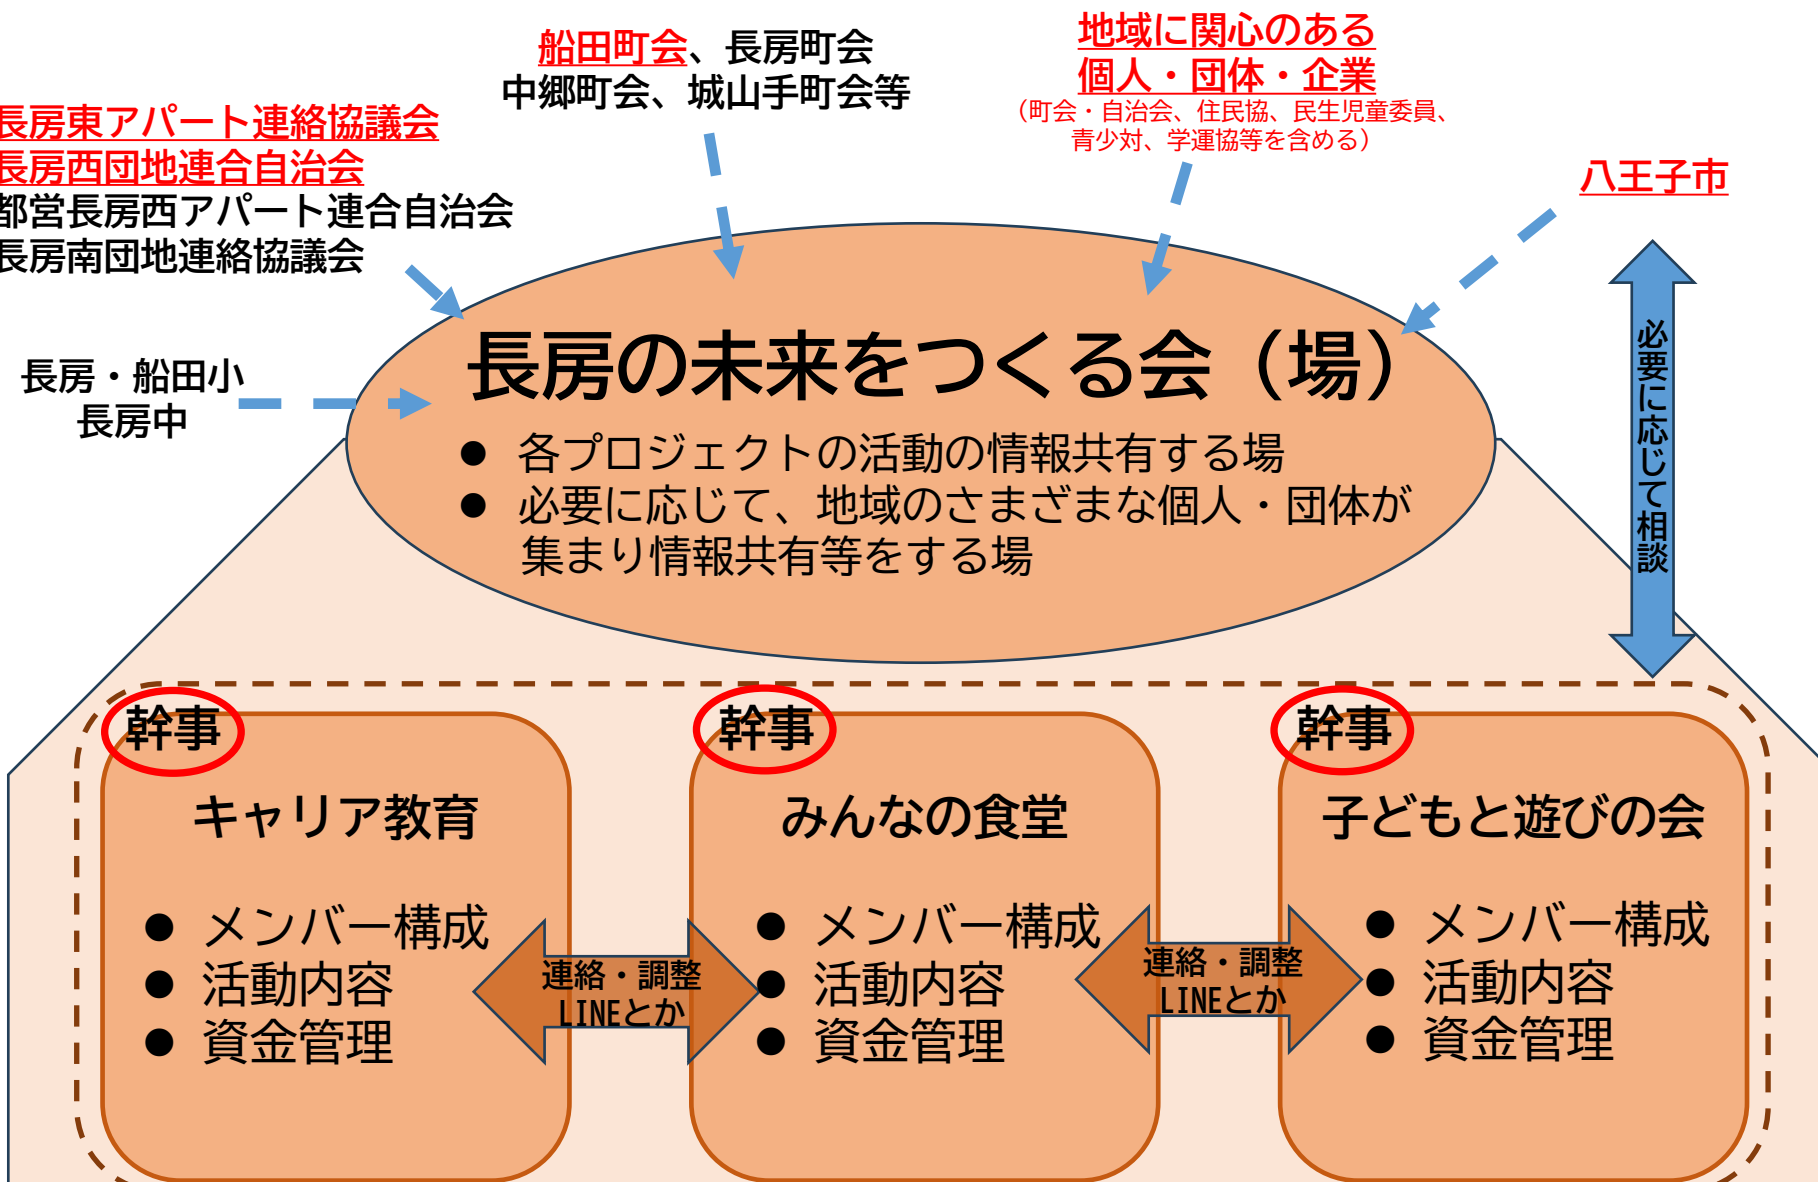 船田町会、長房町会
中郷町会、城山手町会等
地域に関心のある
個人・団体・企業
（町会・自治会、住民協、民生児童委員、
青少対、学運協等を含める）
長房東アパート連絡協議会
長房西団地連合自治会
都営長房西アパート連合自治会
長房南団地連絡協議会
八王子市
長房・船田小
長房中
長房の未来をつくる会（場）
● 各プロジェクトの活動の情報共有する場
● 必要に応じて、地域のさまざまな個人・団体が
集まり情報共有等をする場
必要に応じて相談
幹事
キャリア教育
● メンバー構成
● 活動内容
● 資金管理
連絡・調整
LINEとか
幹事
みんなの食堂
● メンバー構成
● 活動内容
● 資金管理
連絡・調整
LINEとか
幹事
子どもと遊びの会
● メンバー構成
● 活動内容
● 資金管理